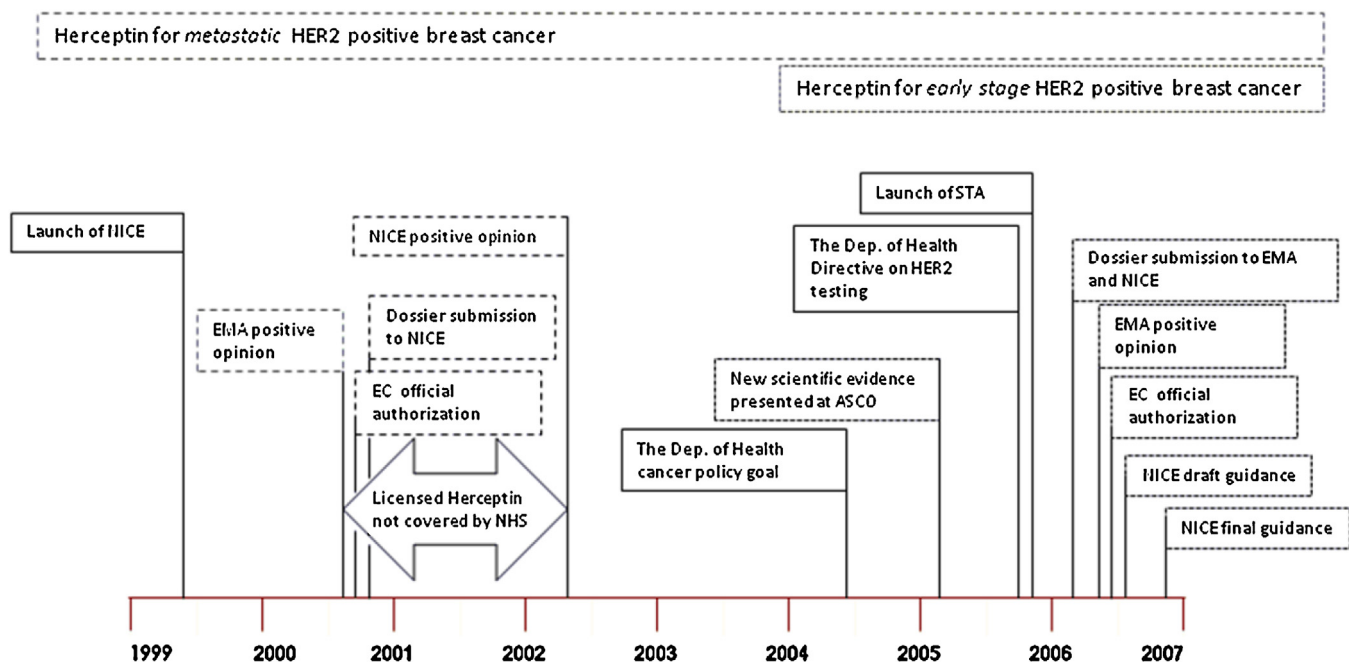 Herceptin for metastatic HER2 positive breast cancer
Herceptin for early stage HER2 positive breast cancer
Launch of NICE
EMA positive
opinion
NICE positive opinion
Dossier submission
to NICE
EC official
authorization
Licensed Herceptin
not covered by NHS
The Dep. of Health
cancer policy goal
New scientific evidence
presented at ASCO
Launch of STA
The Dep. of Health
Directive on HER2
testing
Dossier submission to EMA
and NICE
EMA positive
opinion
EC official
authorization
NICE draft guidance
NICE final guidance
1999 2000 2001 2002 2003 2004 2005 2006 2007